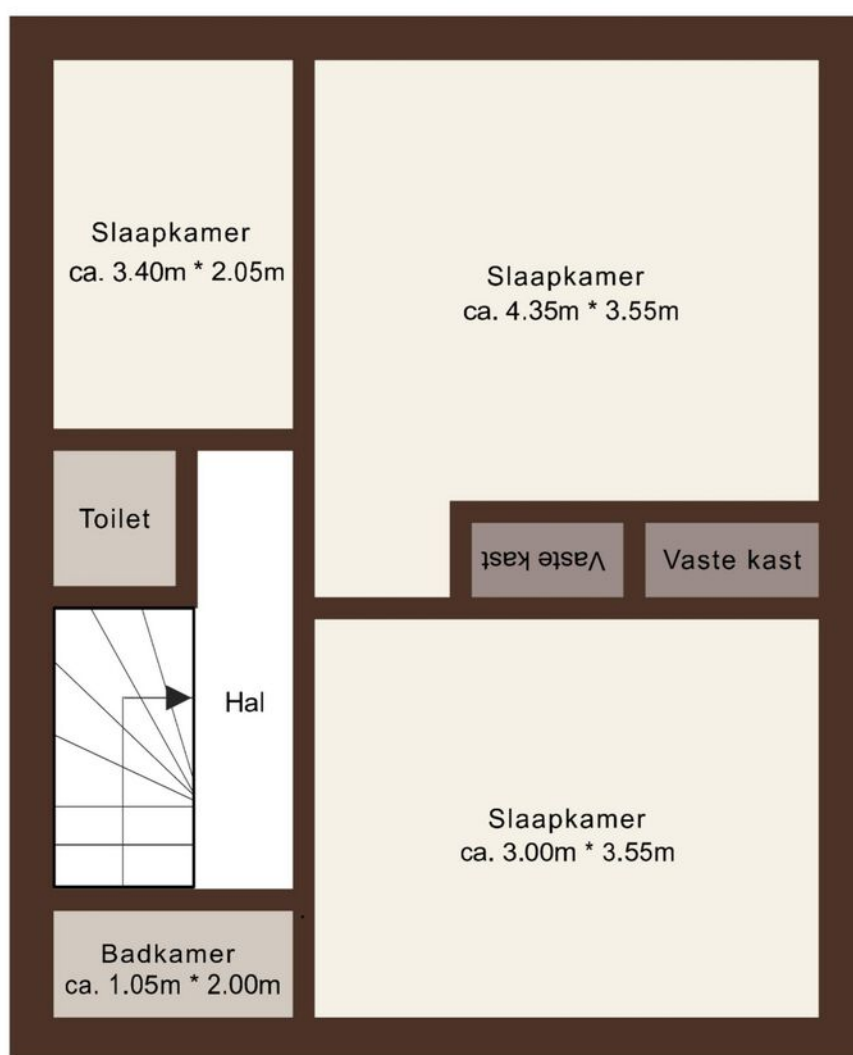 Slaapkamer
ca. 3.40m * 2.05m
Slaapkamer
ca. 4.35m * 3.55m
Toilet
Vaste kast
Vaste kast
Hal
Slaapkamer
ca. 3.00m * 3.55m
Badkamer
ca. 1.05m * 2.00m